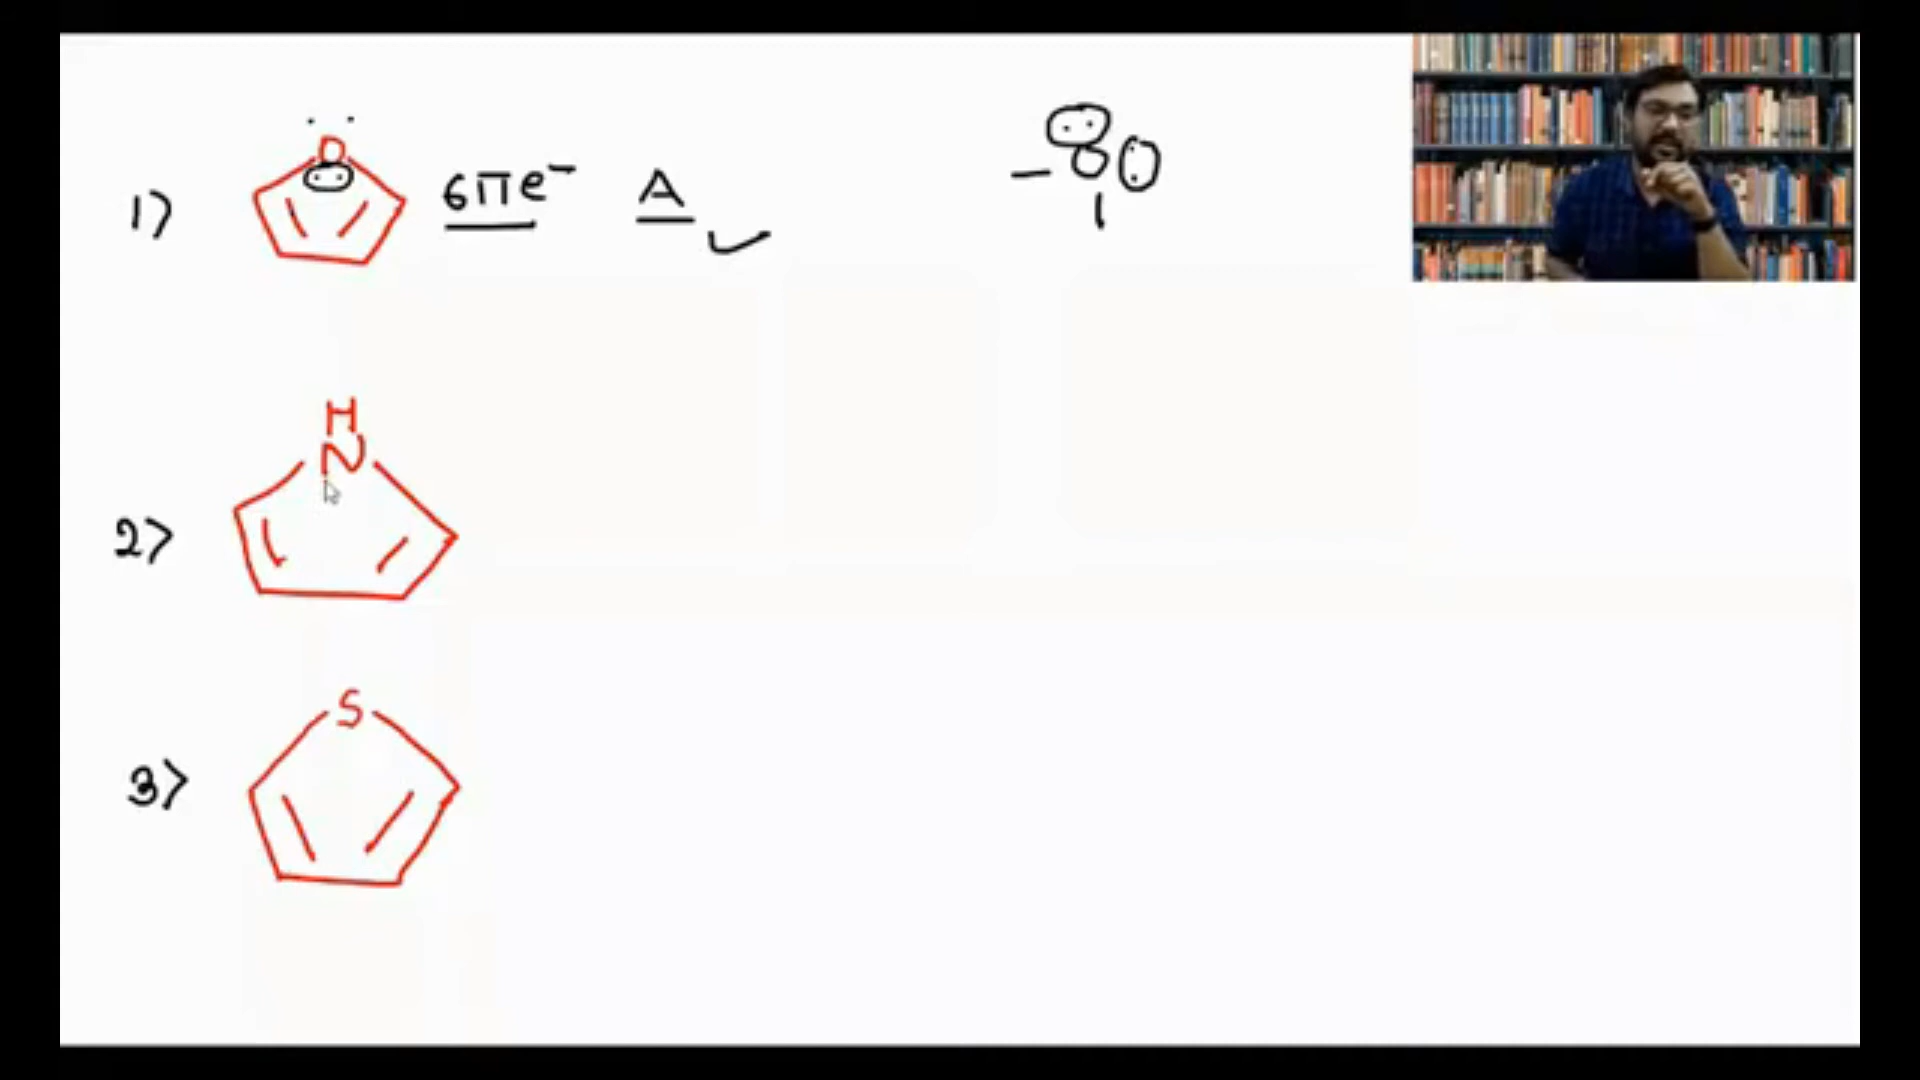 1) O 6πe⁻ A
O
2) H
N
3) S